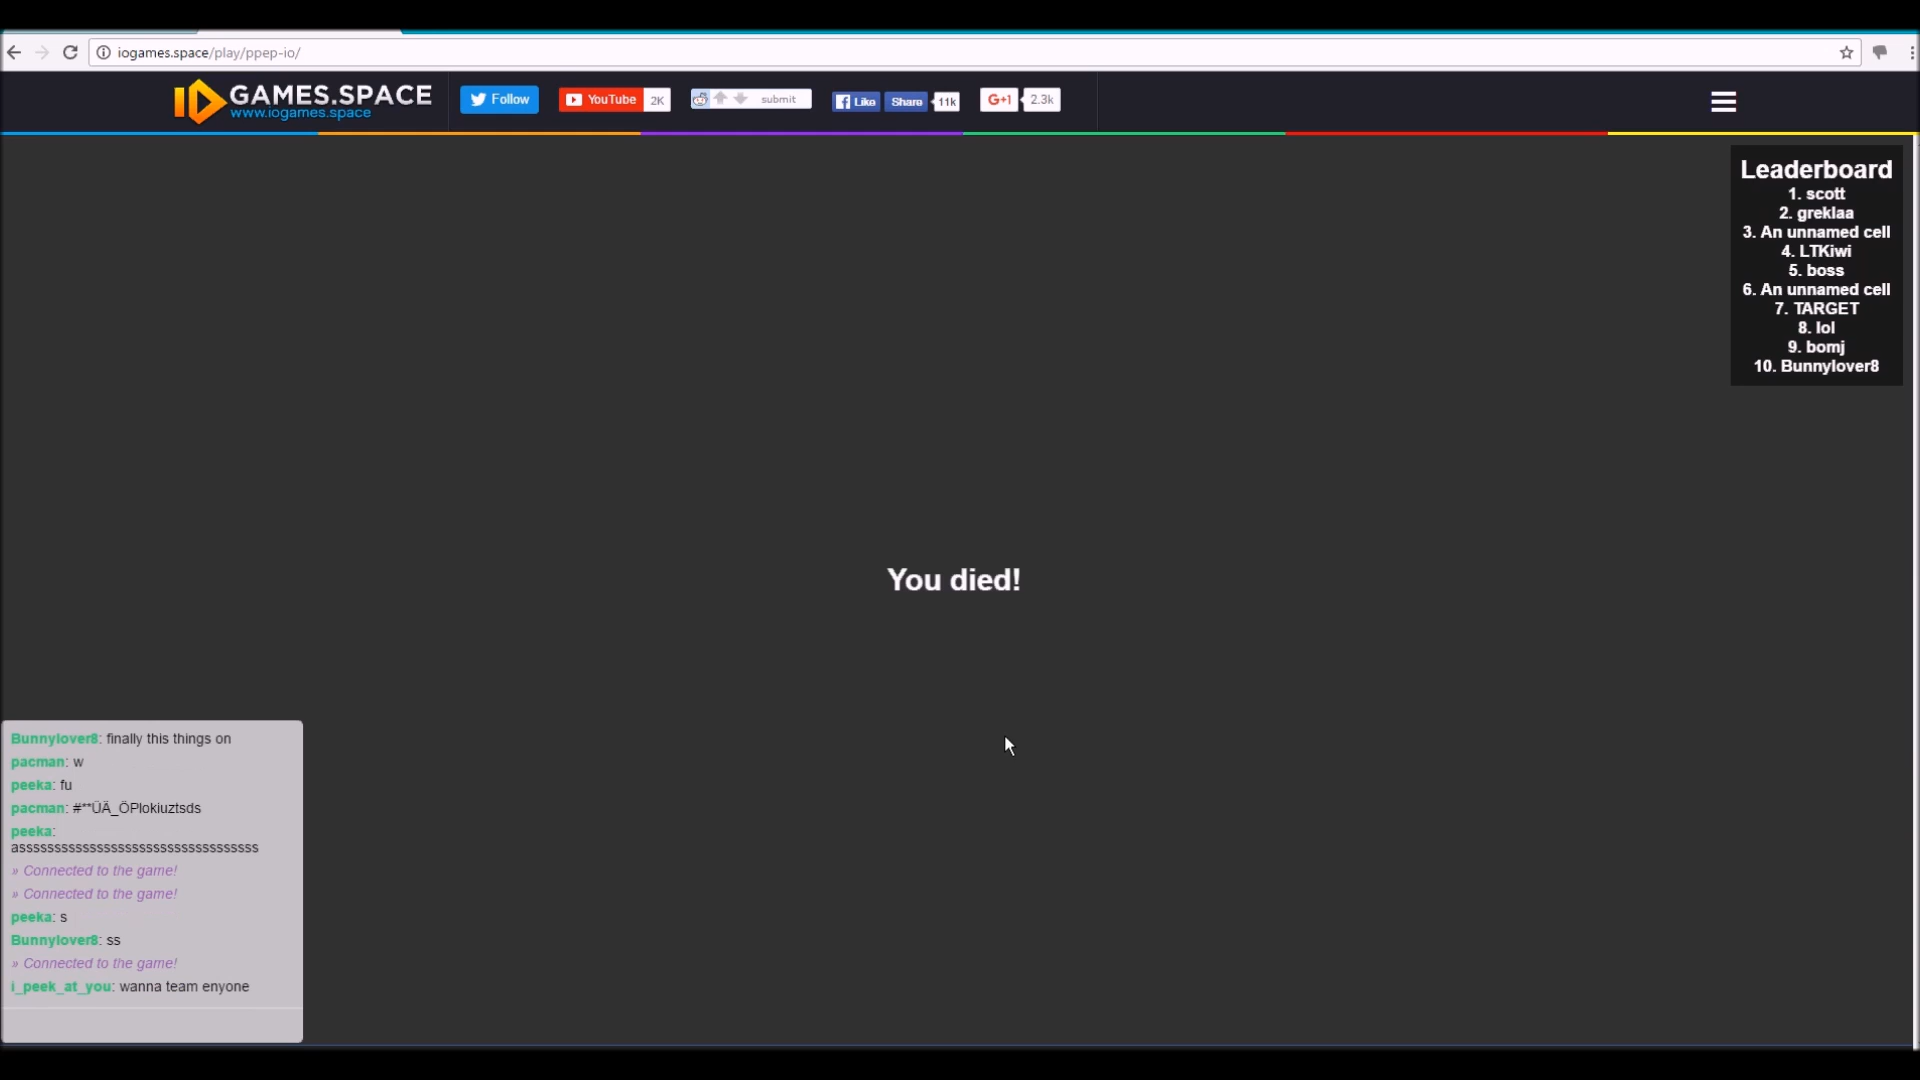 iogames.space/play/ppep-io/
GAMES.SPACE
www.iogames.space
Follow
YouTube 2K
submit
Like Share 11k
G+1 2.3k
Leaderboard
1. scott
2. greklaa
3. An unnamed cell
4. LTKiwi
5. boss
6. An unnamed cell
7. TARGET
8. lol
9. bomj
10. Bunnylover8
You died!
Bunnylover8: finally this things on
pacman: w
peeka: fu
pacman: #**ÜÄ_ÖPlokiuztsds
peeka:
asssssssssssssssssssssssssssssssssss
» Connected to the game!
» Connected to the game!
peeka: s
Bunnylover8: ss
» Connected to the game!
i_peek_at_you: wanna team enyone